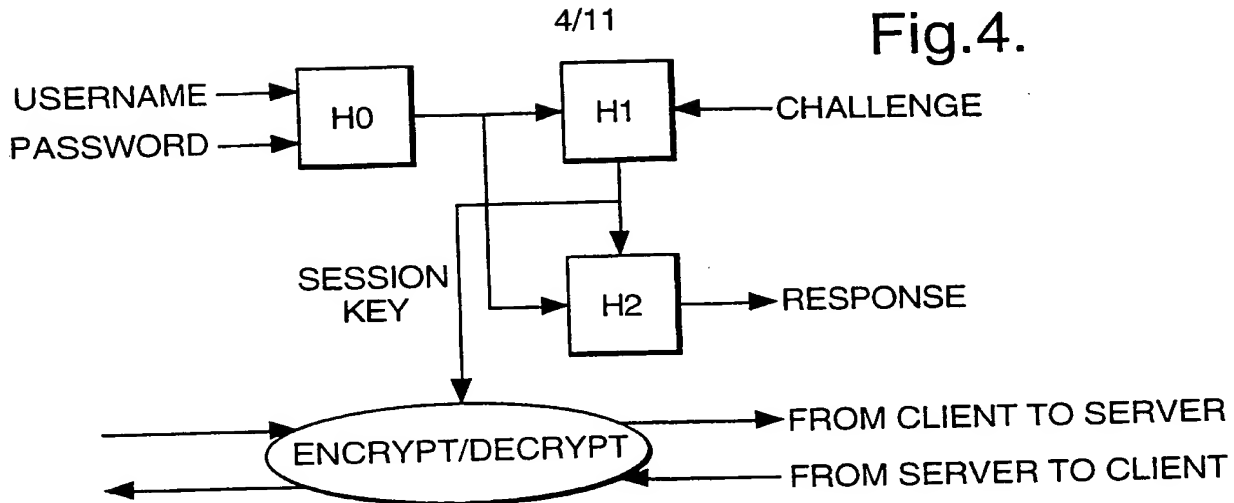 4/11
Fig.4.
USERNAME
PASSWORD
H0
H1
CHALLENGE
SESSION
KEY
H2
RESPONSE
ENCRYPT/DECRYPT
FROM CLIENT TO SERVER
FROM SERVER TO CLIENT